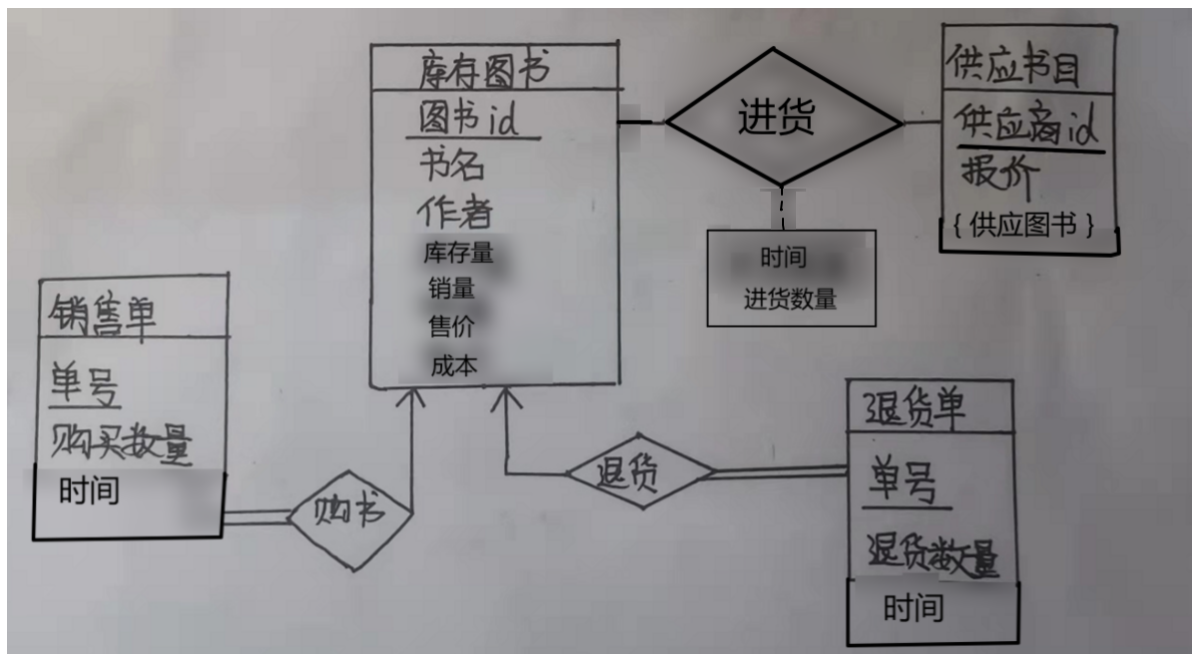 库存图书
图书id
书名
作者
库存量
销量
售价
成本
进货
时间
进货数量
供应书目
供应商id
报价
{供应图书}
销售单
单号
购买数量
时间
购书
退货
退货单
单号
退货数量
时间